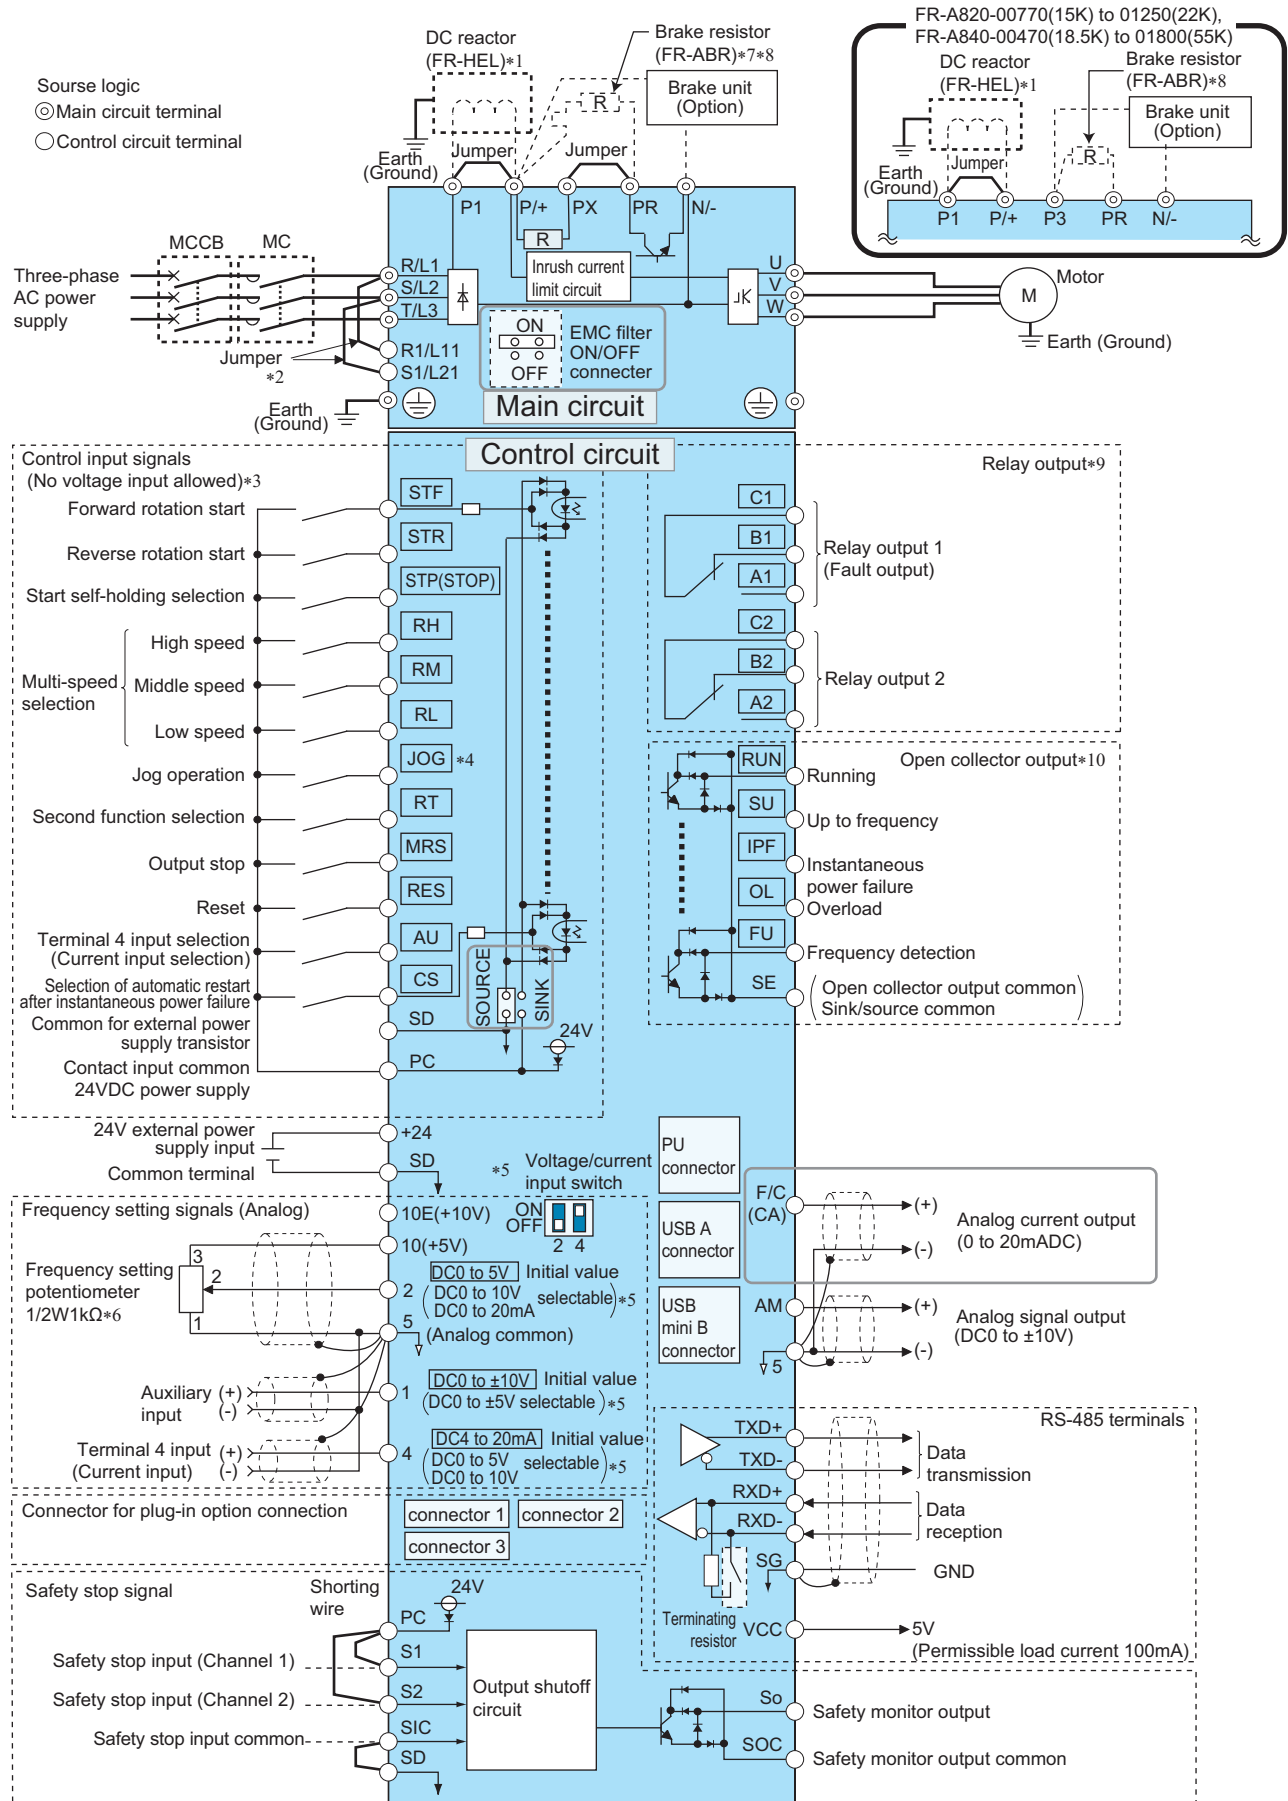 FR-A820-00770(15K) to 01250(22K),
FR-A840-00470(18.5K) to 01800(55K)
DC reactor
(FR-HEL)*1
Brake resistor
(FR-ABR)*8
Brake unit
(Option)
R
Earth
(Ground)
Jumper
P1 P/+ P3 PR N/-
Sourse logic
Main circuit terminal
Control circuit terminal
DC reactor
(FR-HEL)*1
Brake resistor
(FR-ABR)*7*8
Brake unit
(Option)
R
Earth
(Ground)
Jumper
Jumper
P1 P/+ PX PR N/-
R
MCCB MC
Three-phase
AC power
supply
R/L1
S/L2
T/L3
R1/L11
S1/L21
Jumper
*2
Earth
(Ground)
Inrush current
limit circuit
ON
OFF
EMC filter
ON/OFF
connecter
U
V
W
Motor
M
Earth (Ground)
Main circuit
Control circuit
Control input signals
(No voltage input allowed)*3
Forward rotation start
STF
Reverse rotation start
STR
Start self-holding selection
STP(STOP)
Multi-speed
selection
High speed
RH
Middle speed
RM
Low speed
RL
Jog operation
JOG *4
Second function selection
RT
Output stop
MRS
Reset
RES
Terminal 4 input selection
(Current input selection)
AU
Selection of automatic restart
after instantaneous power failure
CS
Common for external power
supply transistor
SD
Contact input common
24VDC power supply
PC
SOURCE
SINK
24V
Relay output*9
C1
B1
A1
Relay output 1
(Fault output)
C2
B2
A2
Relay output 2
Open collector output*10
RUN
Running
SU
Up to frequency
IPF
Instantaneous
power failure
OL
Overload
FU
Frequency detection
SE
Open collector output common
Sink/source common
24V external power
supply input
+24
Common terminal
SD
*5 Voltage/current
input switch
ON
OFF
2 4
PU
connector
USB A
connector
USB
mini B
connector
Frequency setting signals (Analog)
10E(+10V)
10(+5V)
Frequency setting
potentiometer
1/2W1kΩ*6
3
2
1
2
DC0 to 5V Initial value
DC0 to 10V
DC0 to 20mA
selectable *5
5
(Analog common)
Auxiliary
input
(+)
(-)
1
DC0 to ±10V Initial value
(DC0 to ±5V selectable) *5
Terminal 4 input
(Current input)
(+)
(-)
4
DC4 to 20mA Initial value
DC0 to 5V
DC0 to 10V
selectable *5
F/C
(CA)
(+)
(-)
Analog current output
(0 to 20mADC)
AM
5
(+)
(-)
Analog signal output
(DC0 to ±10V)
RS-485 terminals
TXD+
TXD-
Data
transmission
RXD+
RXD-
Data
reception
SG
GND
Terminating
resistor
VCC
5V
(Permissible load current 100mA)
Connector for plug-in option connection
connector 1 connector 2
connector 3
Safety stop signal
Shorting
wire
24V
PC
Safety stop input (Channel 1)
S1
Safety stop input (Channel 2)
S2
Safety stop input common
SIC
SD
Output shutoff
circuit
So
Safety monitor output
SOC
Safety monitor output common